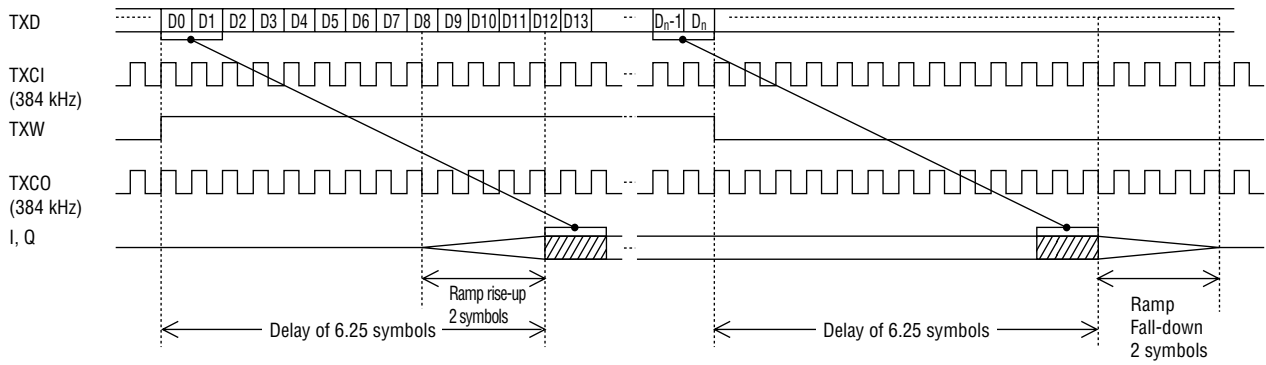 TXD
D0 D1 D2 D3 D4 D5 D6 D7 D8 D9 D10 D11 D12 D13
Dn-1 Dn
TXCI
(384 kHz)
TXW
TXCO
(384 kHz)
I, Q
Ramp rise-up
2 symbols
Delay of 6.25 symbols
Delay of 6.25 symbols
Ramp
Fall-down
2 symbols